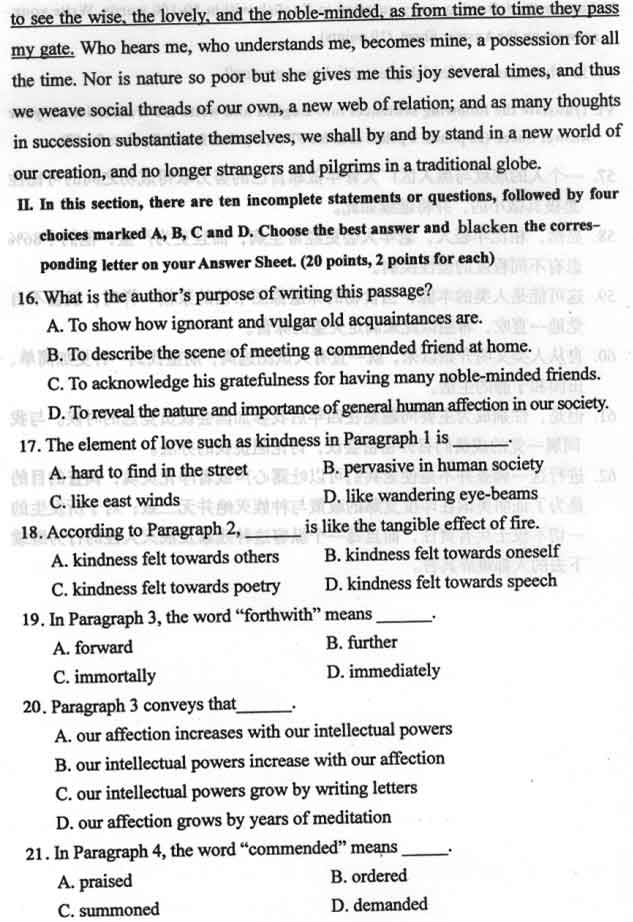 to see the wise, the lovely, and the noble-minded, as from time to time they pass
my gate. Who hears me, who understands me, becomes mine, a possession for all
the time. Nor is nature so poor but she gives me this joy several times, and thus
we weave social threads of our own, a new web of relation; and as many thoughts
in succession substantiate themselves, we shall by and by stand in a new world of
our creation, and no longer strangers and pilgrims in a traditional globe.
II. In this section, there are ten incomplete statements or questions, followed by four
choices marked A, B, C and D. Choose the best answer and blacken the corres-
ponding letter on your Answer Sheet. (20 points, 2 points for each)
16. What is the author's purpose of writing this passage?
A. To show how ignorant and vulgar old acquaintances are.
B. To describe the scene of meeting a commended friend at home.
C. To acknowledge his gratefulness for having many noble-minded friends.
D. To reveal the nature and importance of general human affection in our society.
17. The element of love such as kindness in Paragraph 1 is ______.
A. hard to find in the street B. pervasive in human society
C. like east winds D. like wandering eye-beams
18. According to Paragraph 2, ______ is like the tangible effect of fire.
A. kindness felt towards others B. kindness felt towards oneself
C. kindness felt towards poetry D. kindness felt towards speech
19. In Paragraph 3, the word “forthwith” means ______.
A. forward B. further
C. immortally D. immediately
20. Paragraph 3 conveys that______.
A. our affection increases with our intellectual powers
B. our intellectual powers increase with our affection
C. our intellectual powers grow by writing letters
D. our affection grows by years of meditation
21. In Paragraph 4, the word “commended” means _____.
A. praised B. ordered
C. summoned D. demanded